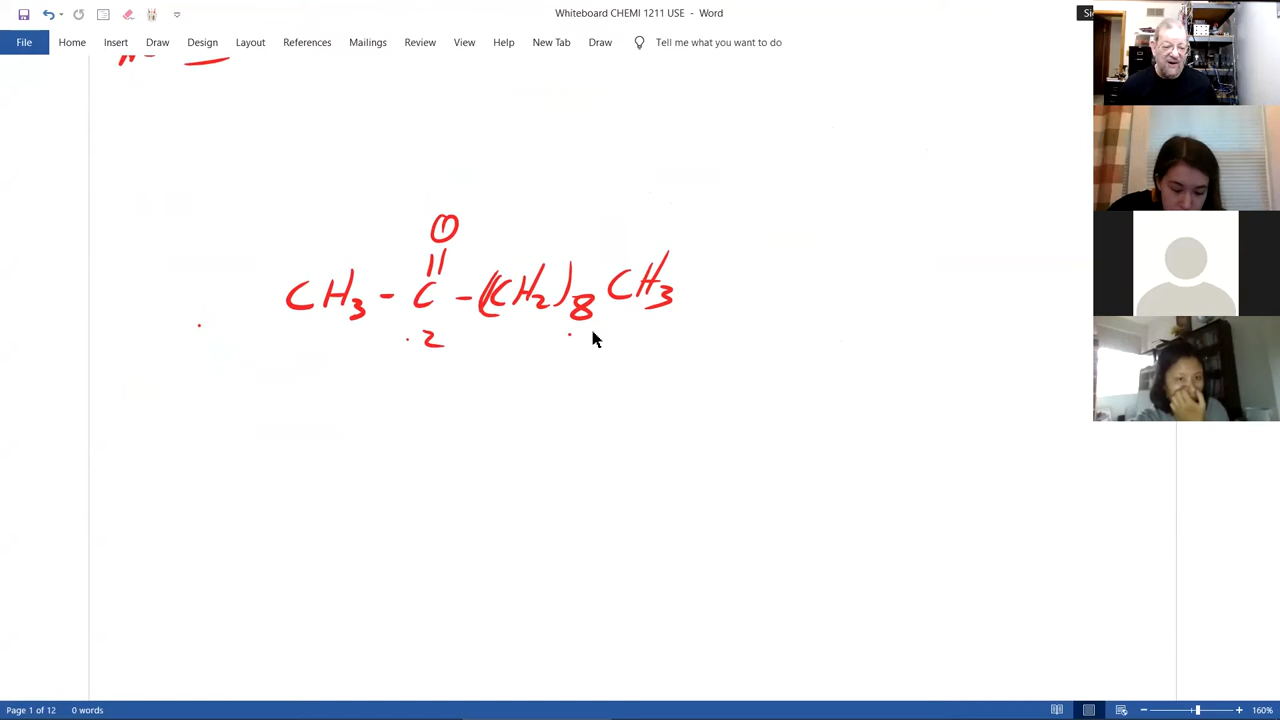 Whiteboard CHEMI 1211 USE - Word
File Home Insert Draw Design Layout References Mailings Review View Help New Tab Draw Tell me what you want to do
O
||
CH3 - C - (CH2)8 CH3
2
Page 1 of 12 0 words
160%